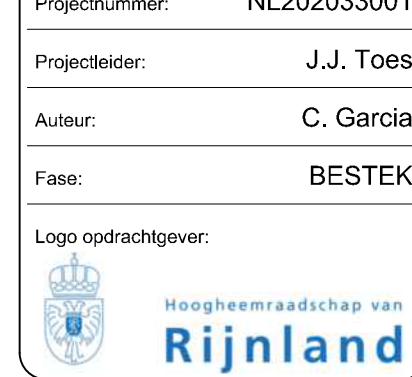 Projectnummer: NL202033001
Projectleider: J.J. Toes
Auteur: C. Garcia
Fase: BESTEK
Logo opdrachtgever:
Hoogheemraadschap van
Rijnland